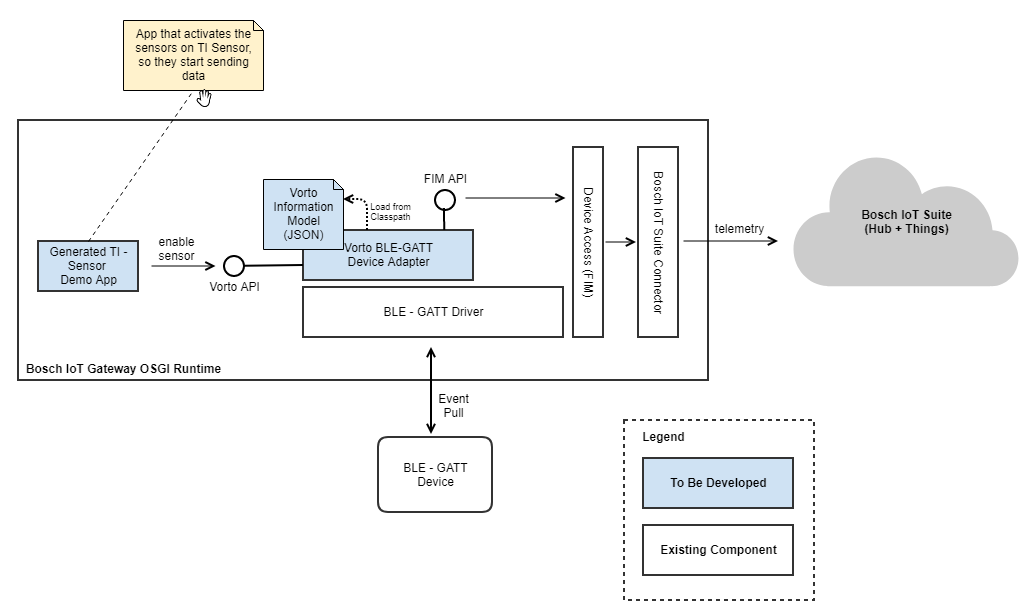 App that activates the
sensors on TI Sensor,
so they start sending
data
FIM API
Vorto
Information
Model
(JSON)
Load from
Classpath
Vorto BLE-GATT
Device Adapter
enable
sensor
Generated TI -
Sensor
Demo App
Vorto API
BLE - GATT Driver
Device Access (FIM)
Bosch IoT Suite Connector
telemetry
Bosch IoT Suite
(Hub + Things)
Bosch IoT Gateway OSGI Runtime
Event
Pull
BLE - GATT
Device
Legend
To Be Developed
Existing Component